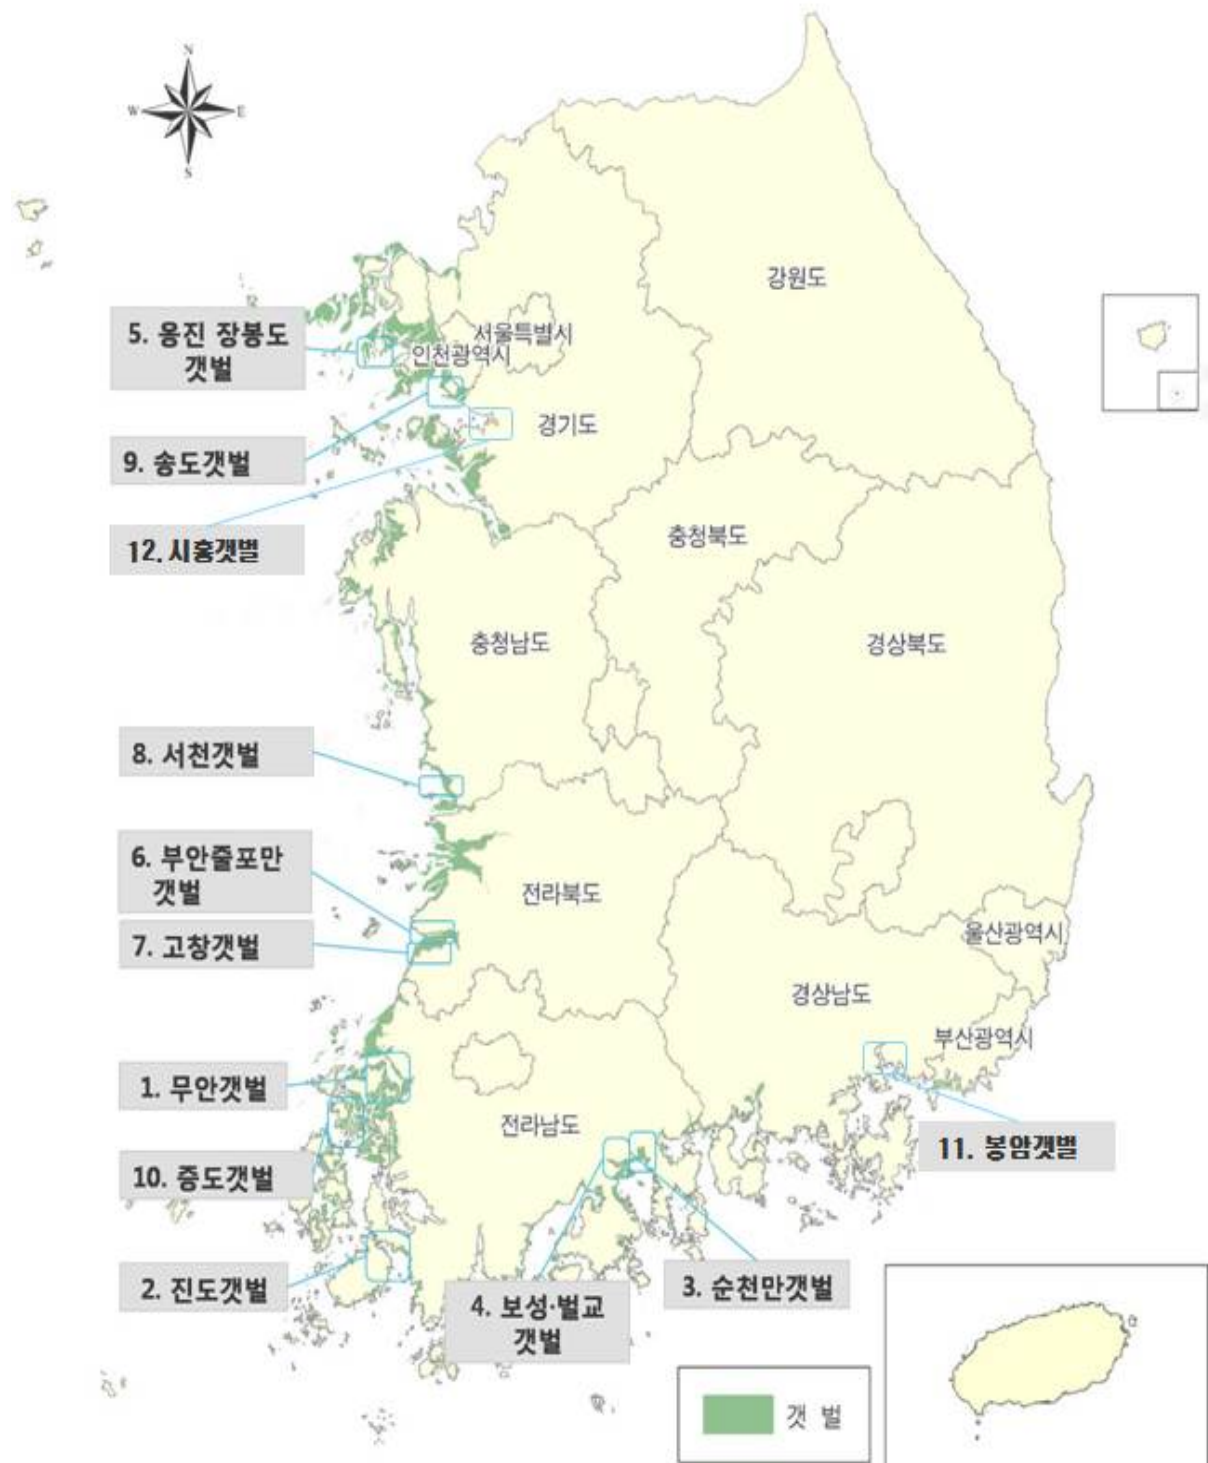 N
W
E
S
강원도
5. 옹진 장봉도
갯벌
서울특별시
인천광역시
경기도
9. 송도갯벌
12. 시흥갯벌
충청북도
충청남도
경상북도
8. 서천갯벌
6. 부안줄포만
갯벌
전라북도
7. 고창갯벌
울산광역시
경상남도
부산광역시
1. 무안갯벌
전라남도
11. 봉암갯벌
10. 증도갯벌
2. 진도갯벌
3. 순천만갯벌
4. 보성·벌교
갯벌
갯 벌